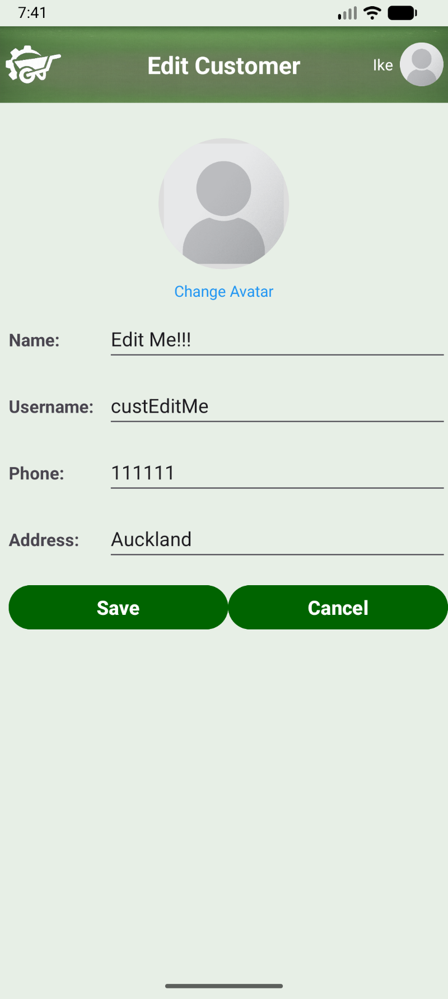 7:41
Edit Customer
Ike
Change Avatar
Name: Edit Me!!!
Username: custEditMe
Phone: 111111
Address: Auckland
Save Cancel